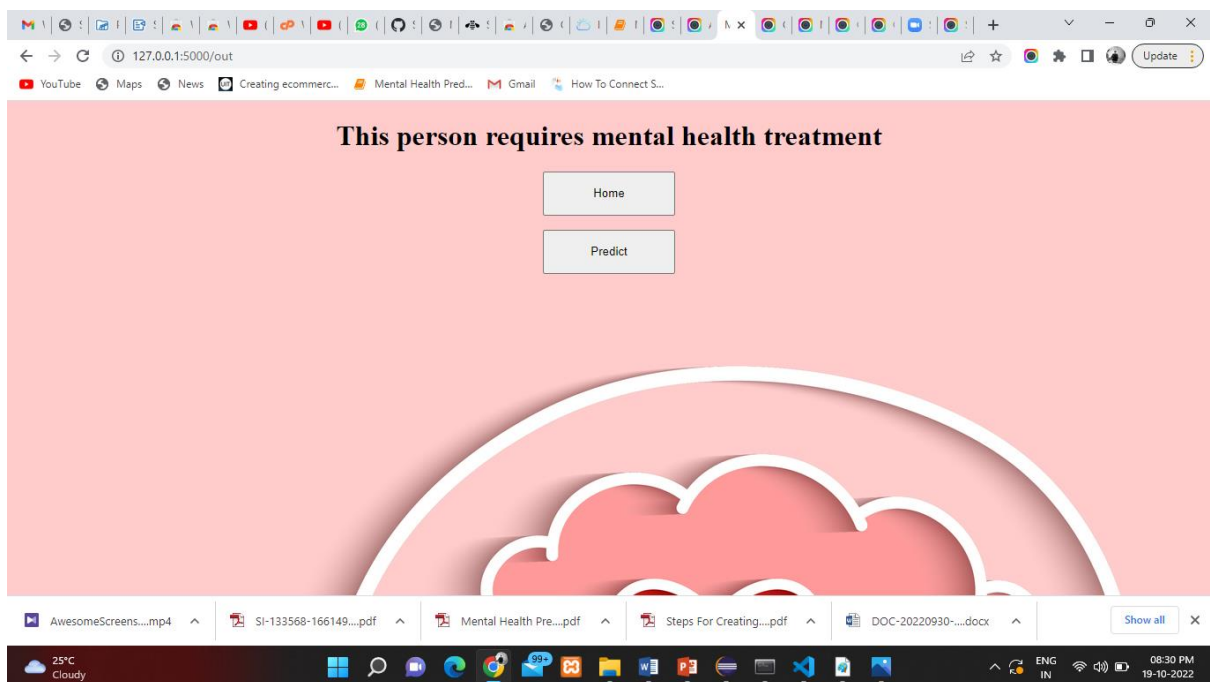 127.0.0.1:5000/out
Update
YouTube Maps News Creating ecommerc... Mental Health Pred... Gmail How To Connect S...
This person requires mental health treatment
Home
Predict
AwesomeScreens....mp4 SI-133568-166149....pdf Mental Health Pre....pdf Steps For Creating....pdf DOC-20220930-....docx Show all
25°C
Cloudy
99+
ENG
IN
08:30 PM
19-10-2022